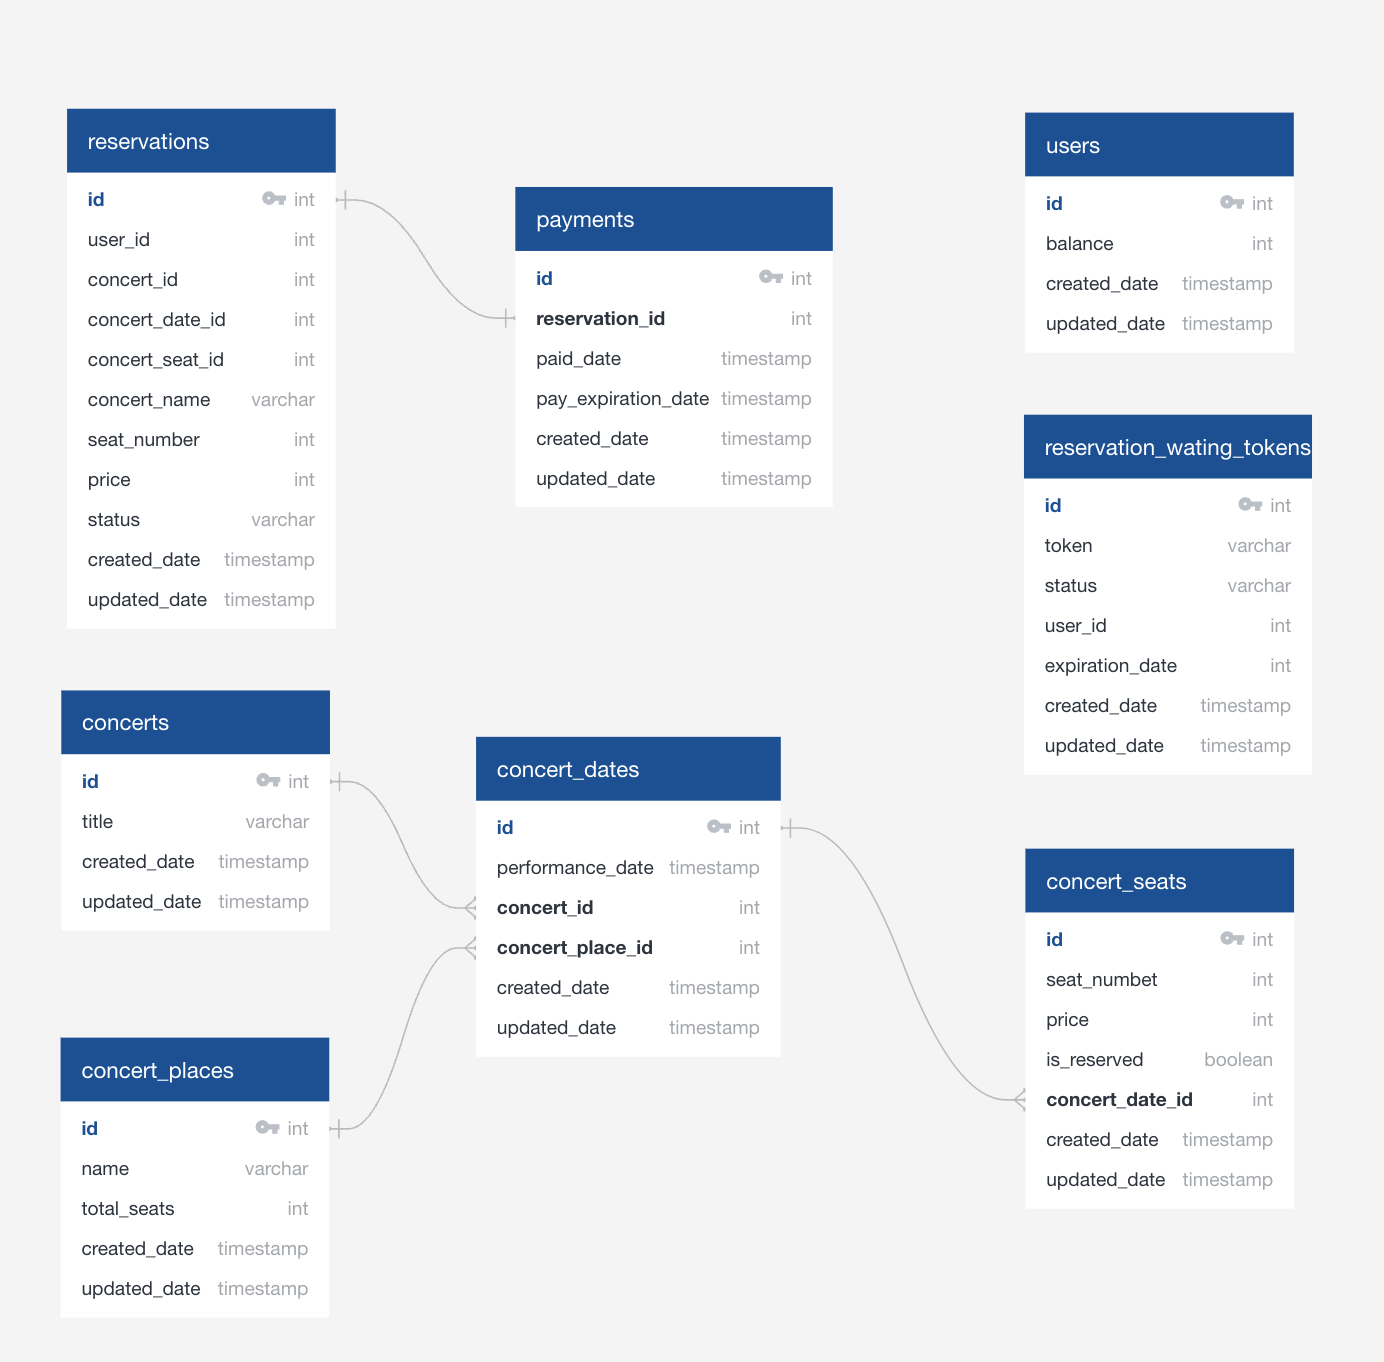 reservations
id int
user_id int
concert_id int
concert_date_id int
concert_seat_id int
concert_name varchar
seat_number int
price int
status varchar
created_date timestamp
updated_date timestamp
payments
id int
reservation_id int
paid_date timestamp
pay_expiration_date timestamp
created_date timestamp
updated_date timestamp
users
id int
balance int
created_date timestamp
updated_date timestamp
reservation_wating_tokens
id int
token varchar
status varchar
user_id int
expiration_date int
created_date timestamp
updated_date timestamp
concerts
id int
title varchar
created_date timestamp
updated_date timestamp
concert_dates
id int
performance_date timestamp
concert_id int
concert_place_id int
created_date timestamp
updated_date timestamp
concert_seats
id int
seat_numbet int
price int
is_reserved boolean
concert_date_id int
created_date timestamp
updated_date timestamp
concert_places
id int
name varchar
total_seats int
created_date timestamp
updated_date timestamp